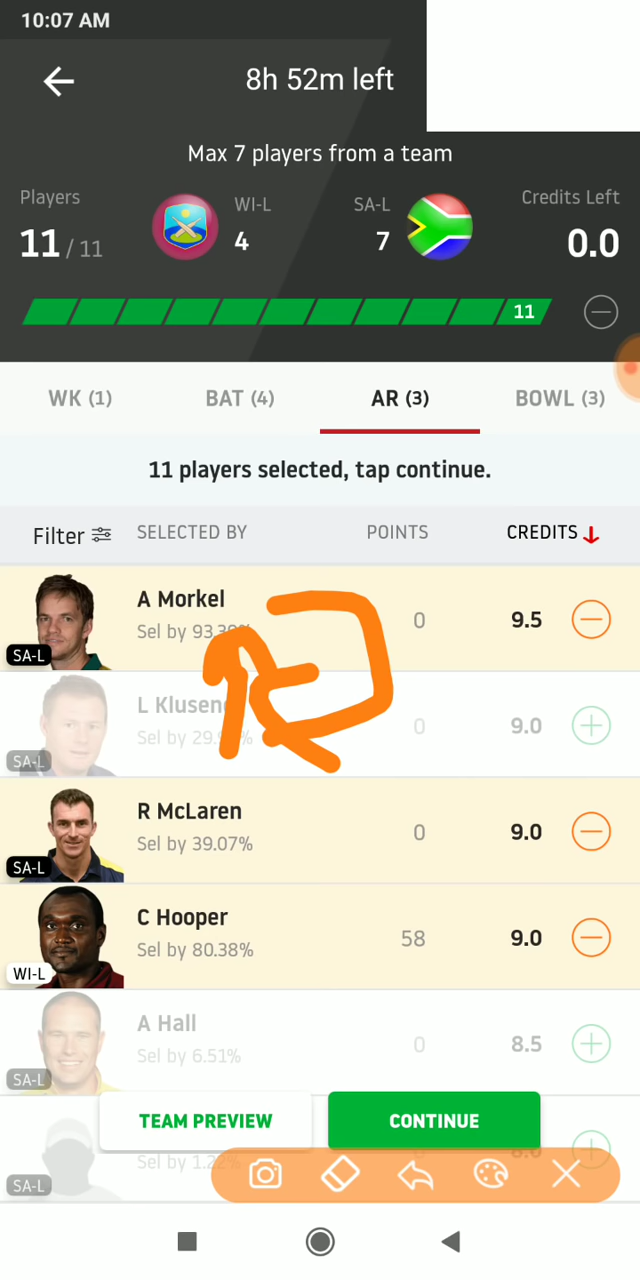 10:07 AM
8h 52m left
Max 7 players from a team
Players WI-L SA-L Credits Left
11 / 11 4 7 0.0
11
WK (1) BAT (4) AR (3) BOWL (3)
11 players selected, tap continue.
Filter SELECTED BY POINTS CREDITS
A Morkel
Sel by 0 9.5
SA-L
L
Sel by 0 9.0
SA-L
R McLaren
Sel by 39.07% 0 9.0
SA-L
C Hooper
Sel by 80.38% 58 9.0
WI-L
A Hall
Sel by 6.51% 0 8.5
SA-L
TEAM PREVIEW CONTINUE
Sel by
SA-L